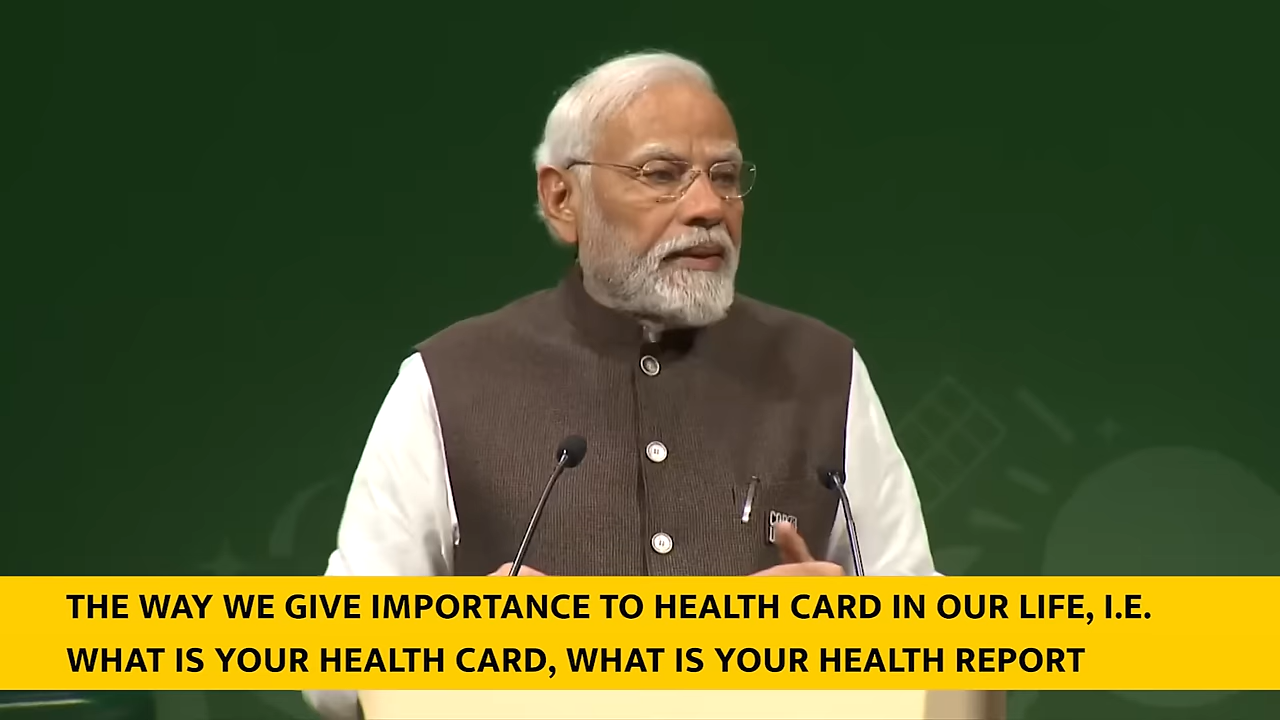 THE WAY WE GIVE IMPORTANCE TO HEALTH CARD IN OUR LIFE, I.E.
WHAT IS YOUR HEALTH CARD, WHAT IS YOUR HEALTH REPORT